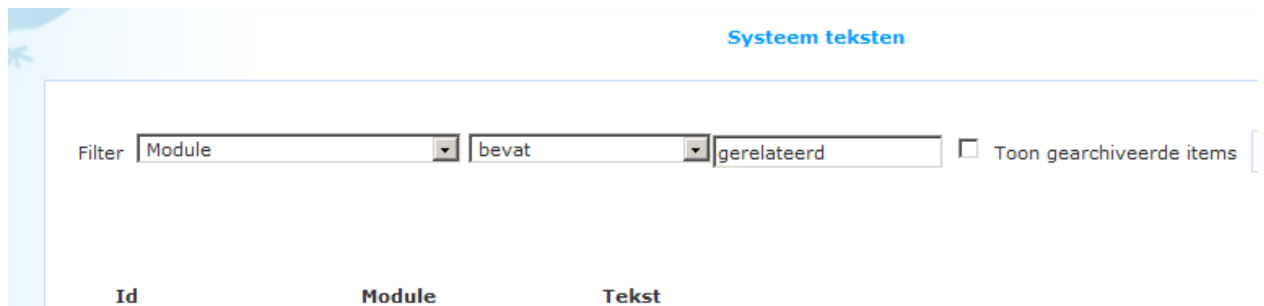 Systeem teksten
Filter Module bevat gerelateerd Toon gearchiveerde items
Id Module Tekst